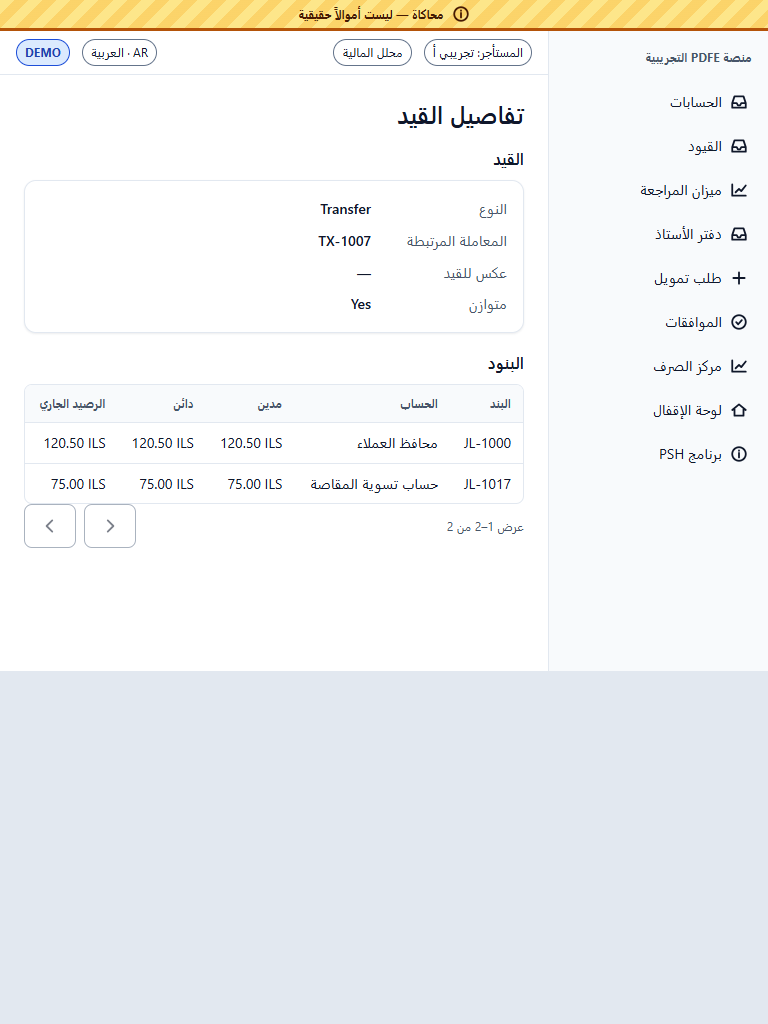 محاكاة — ليست أموالاً حقيقية
منصة PDFE التجريبية
الحسابات
القيود
ميزان المراجعة
دفتر الأستاذ
طلب تمويل
الموافقات
مركز الصرف
لوحة الإقفال
برنامج PSH
المستأجر: تجريبي أ
محلل المالية
AR · العربية
DEMO
تفاصيل القيد
القيد
النوع Transfer
المعاملة المرتبطة TX-1007
عكس للقيد —
متوازن Yes
البنود
البند الحساب مدين دائن الرصيد الجاري
JL-1000 محافظ العملاء 120.50 ILS 120.50 ILS 120.50 ILS
JL-1017 حساب تسوية المقاصة 75.00 ILS 75.00 ILS 75.00 ILS
عرض 1–2 من 2